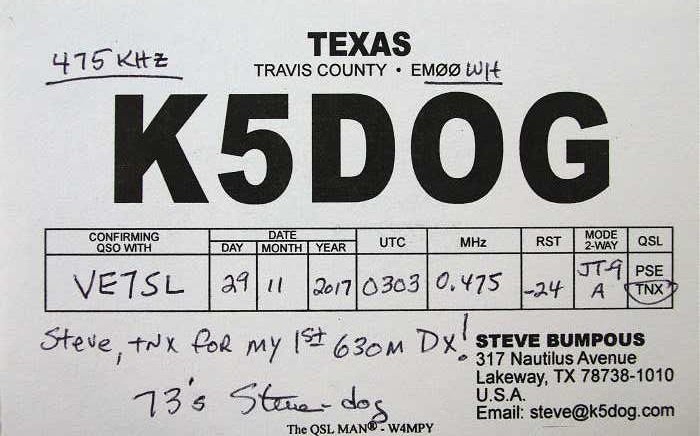 475 KHZ
TEXAS
TRAVIS COUNTY • EMØØ WH
K5DOG
CONFIRMING QSO WITH DATE DAY MONTH YEAR UTC MHz RST MODE 2-WAY QSL
VE7SL 29 11 2017 0303 0.475 -24 JT-9 A PSE TNX
Steve, TNX FOR MY 1ST 630M DX!
73's Steve-dog
STEVE BUMPOUS
317 Nautilus Avenue
Lakeway, TX 78738-1010
U.S.A.
Email: steve@k5dog.com
The QSL MAN® - W4MPY